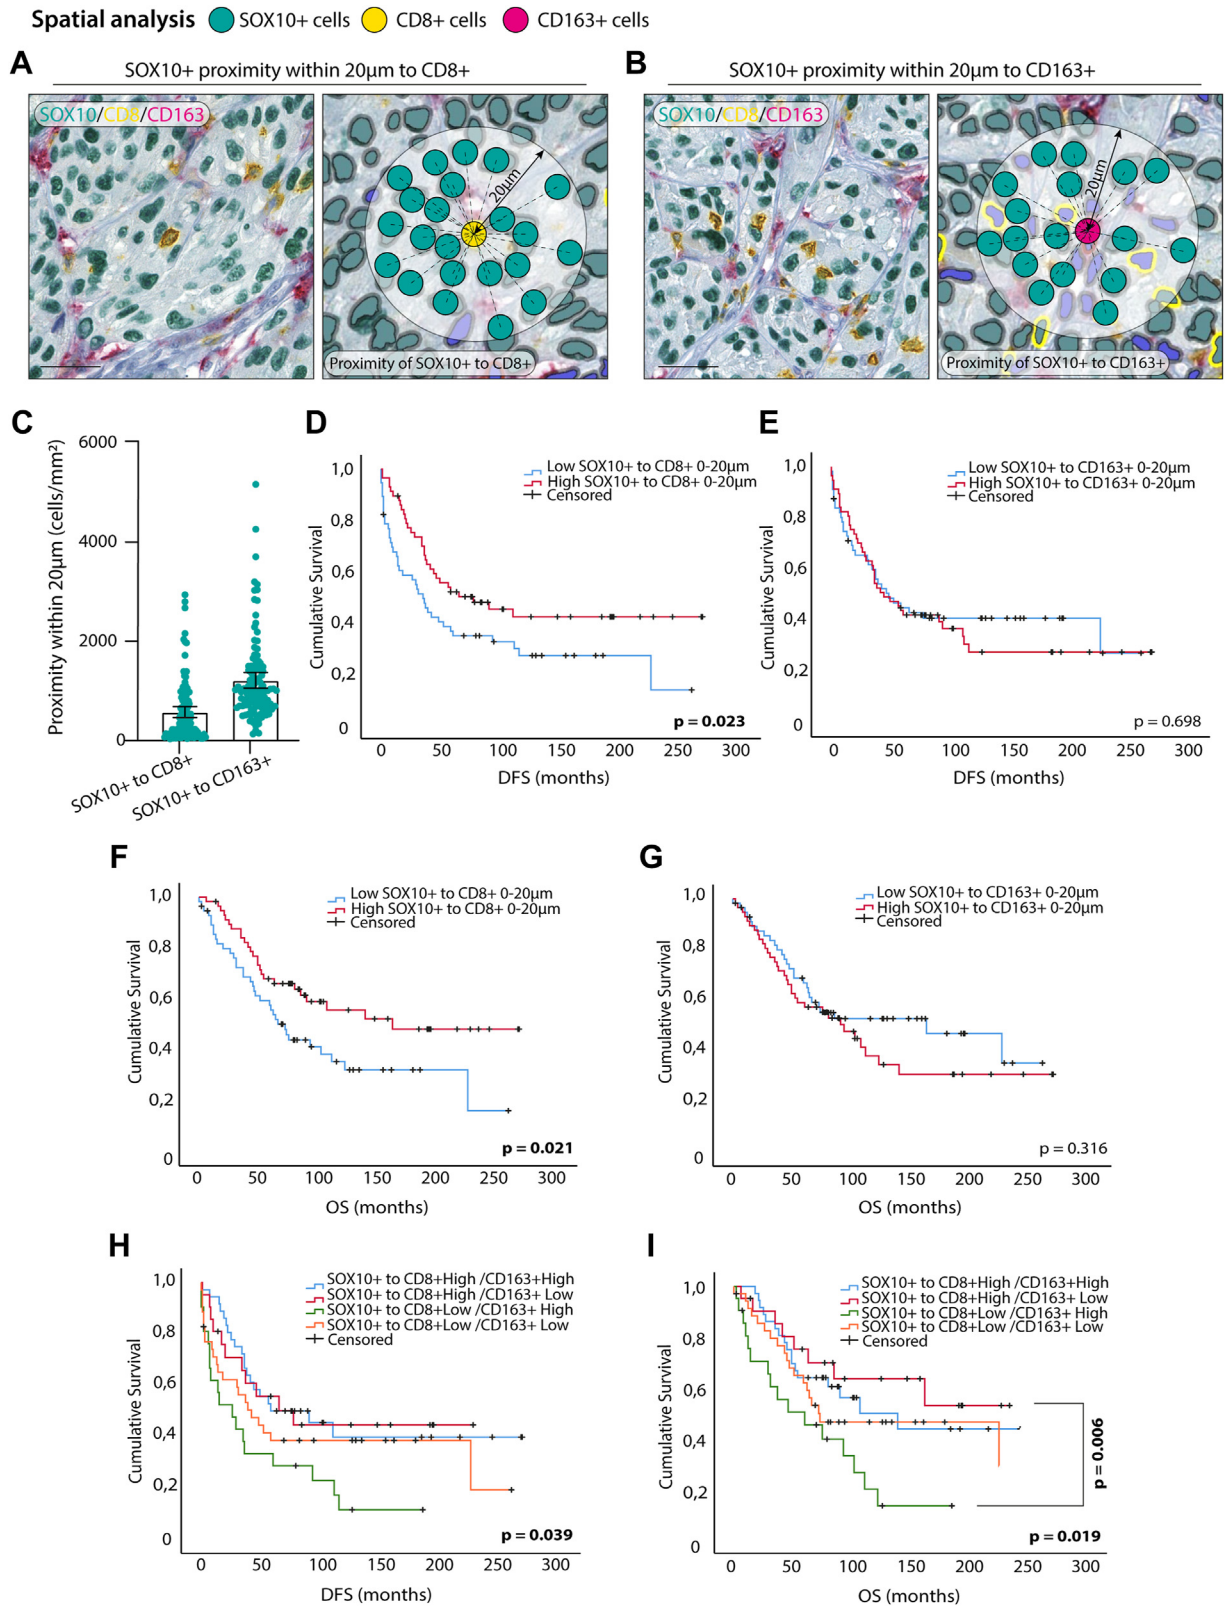 Spatial analysis SOX10+ cells CD8+ cells CD163+ cells
A
SOX10+ proximity within 20µm to CD8+
SOX10/CD8/CD163
20µm
Proximity of SOX10+ to CD8+
B
SOX10+ proximity within 20µm to CD163+
SOX10/CD8/CD163
20µm
Proximity of SOX10+ to CD163+
C
Proximity within 20µm (cells/mm²)
6000
4000
2000
0
SOX10+ to CD8+
SOX10+ to CD163+
D
Low SOX10+ to CD8+ 0-20µm
High SOX10+ to CD8+ 0-20µm
Censored
Cumulative Survival
1,0
0,8
0,6
0,4
0,2
0
p = 0.023
0 50 100 150 200 250 300
DFS (months)
E
Low SOX10+ to CD163+ 0-20µm
High SOX10+ to CD163+ 0-20µm
Censored
Cumulative Survival
1,0
0,8
0,6
0,4
0,2
0
p = 0.698
0 50 100 150 200 250 300
DFS (months)
F
Low SOX10+ to CD8+ 0-20µm
High SOX10+ to CD8+ 0-20µm
Censored
Cumulative Survival
1,0
0,8
0,6
0,4
0,2
0
p = 0.021
0 50 100 150 200 250 300
OS (months)
G
Low SOX10+ to CD163+ 0-20µm
High SOX10+ to CD163+ 0-20µm
Censored
Cumulative Survival
1,0
0,8
0,6
0,4
0,2
0
p = 0.316
0 50 100 150 200 250 300
OS (months)
H
SOX10+ to CD8+High /CD163+High
SOX10+ to CD8+High /CD163+ Low
SOX10+ to CD8+Low /CD163+ High
SOX10+ to CD8+Low /CD163+ Low
Censored
Cumulative Survival
1,0
0,8
0,6
0,4
0,2
0
p = 0.039
0 50 100 150 200 250 300
DFS (months)
I
SOX10+ to CD8+High /CD163+High
SOX10+ to CD8+High /CD163+ Low
SOX10+ to CD8+Low /CD163+ High
SOX10+ to CD8+Low /CD163+ Low
Censored
Cumulative Survival
1,0
0,8
0,6
0,4
0,2
0
p = 0.006
p = 0.019
0 50 100 150 200 250 300
OS (months)